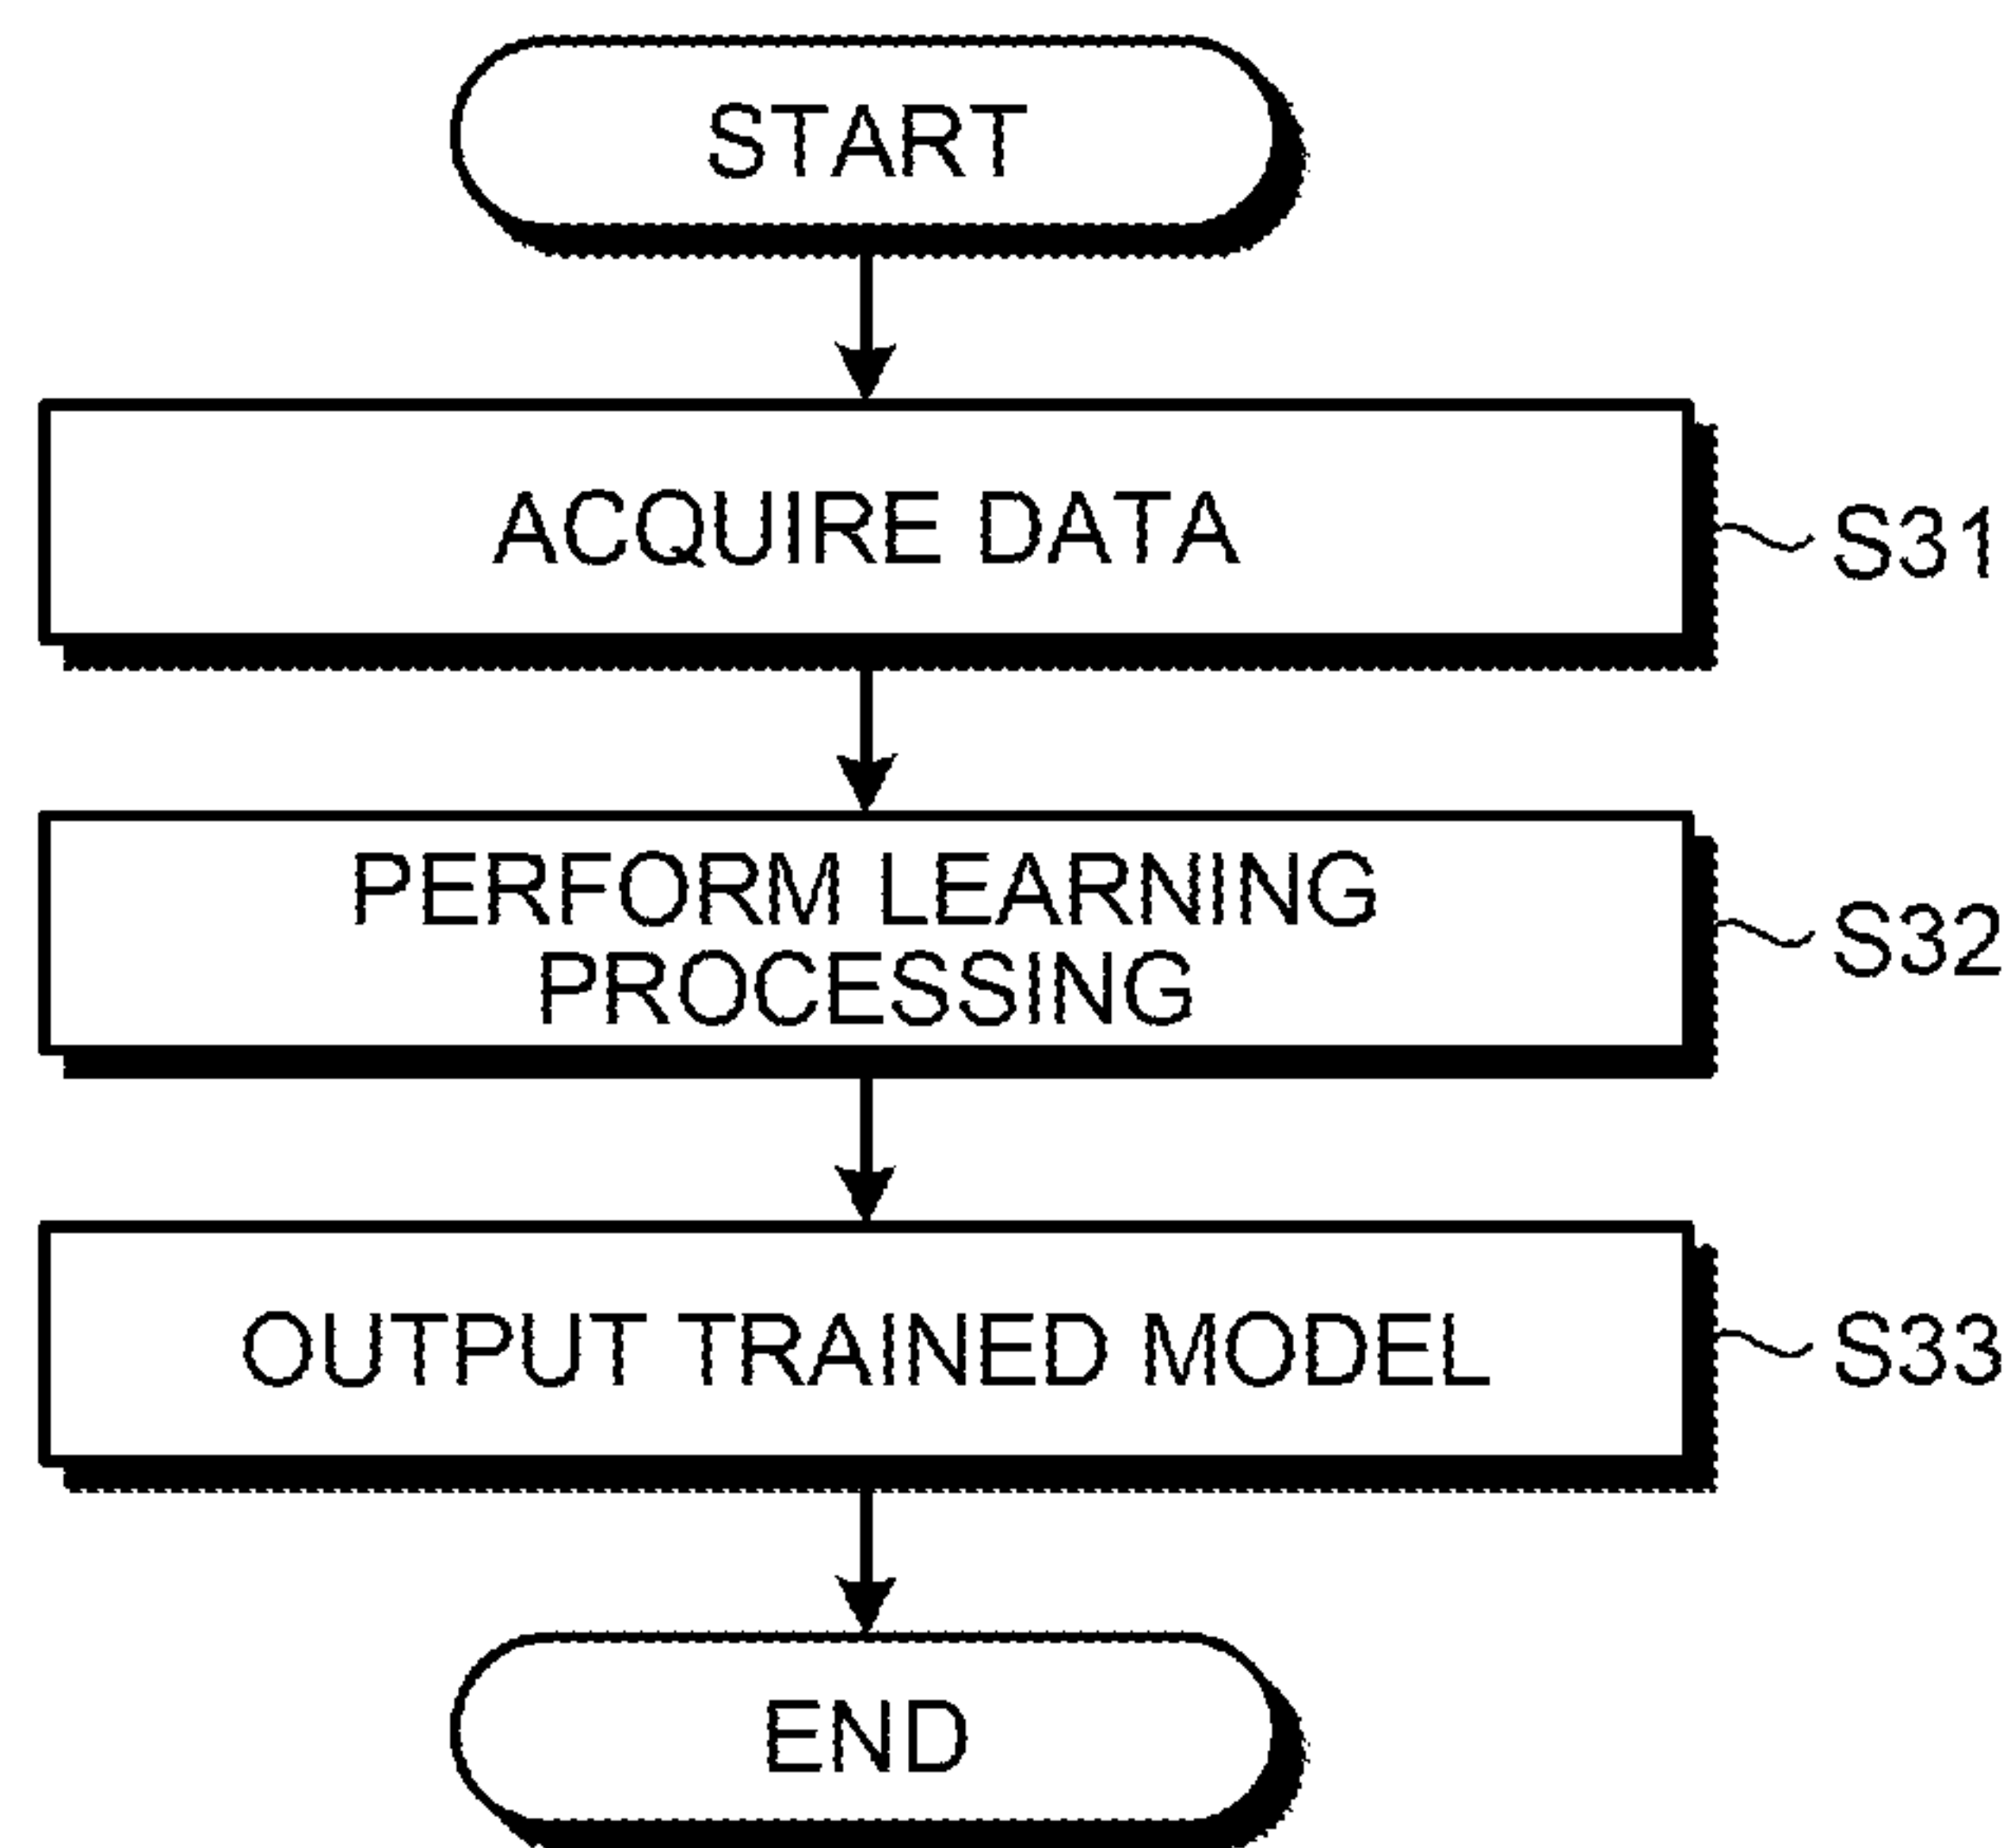 START
ACQUIRE DATA
S31
PERFORM LEARNING
PROCESSING
S32
OUTPUT TRAINED MODEL
S33
END